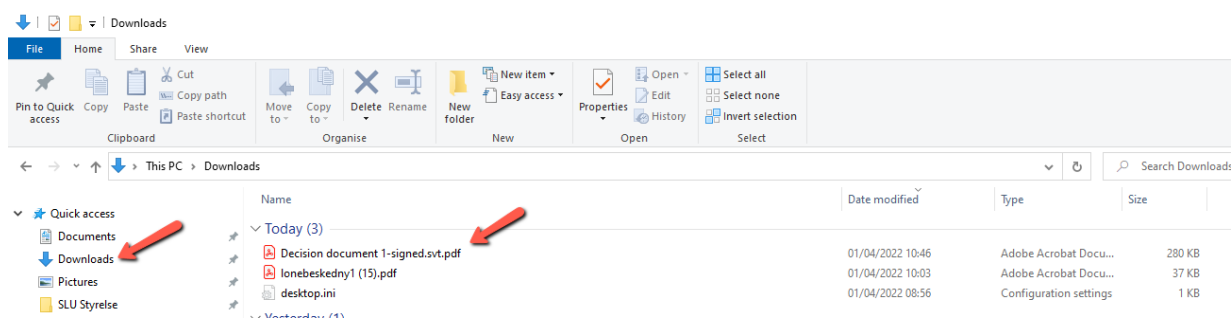 Downloads
File Home Share View
Pin to Quick access Copy Paste Cut Copy path Paste shortcut
Move to Copy to Delete Rename New folder New item Easy access
Properties Open Edit History Select all Select none Invert selection
Clipboard Organise New Open Select
This PC > Downloads Search Downloads
Name Date modified Type Size
Quick access
Documents
Downloads
Pictures
SLU Styrelse
Today (3)
Decision document 1-signed.svt.pdf 01/04/2022 10:46 Adobe Acrobat Docu... 280 KB
lonebeskedny1 (15).pdf 01/04/2022 10:03 Adobe Acrobat Docu... 37 KB
desktop.ini 01/04/2022 08:56 Configuration settings 1 KB
Yesterday (1)